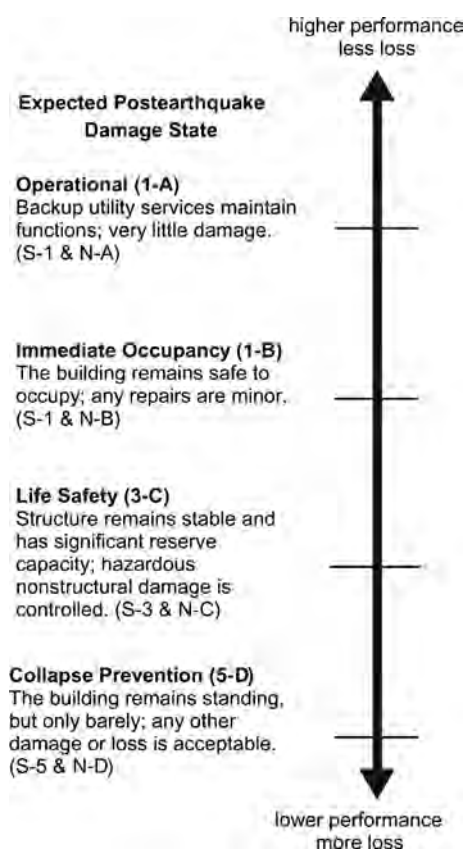 higher performance
less loss
Expected Postearthquake
Damage State
Operational (1-A)
Backup utility services maintain
functions; very little damage.
(S-1 & N-A)
Immediate Occupancy (1-B)
The building remains safe to
occupy; any repairs are minor.
(S-1 & N-B)
Life Safety (3-C)
Structure remains stable and
has significant reserve
capacity; hazardous
nonstructural damage is
controlled. (S-3 & N-C)
Collapse Prevention (5-D)
The building remains standing,
but only barely; any other
damage or loss is acceptable.
(S-5 & N-D)
lower performance
more loss